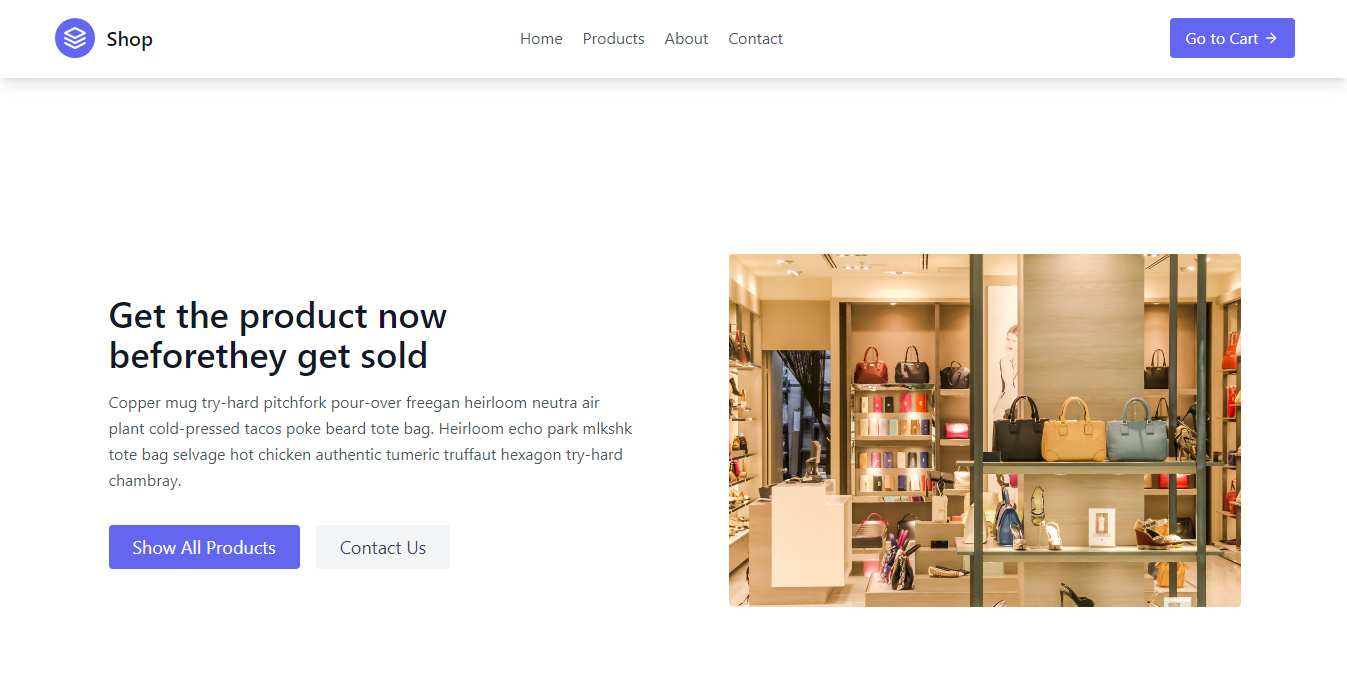 Shop
Home Products About Contact
Go to Cart →
Get the product now
beforethey get sold
Copper mug try-hard pitchfork pour-over freegan heirloom neutra air
plant cold-pressed tacos poke beard tote bag. Heirloom echo park mlkshk
tote bag selvage hot chicken authentic tumeric truffaut hexagon try-hard
chambray.
Show All Products
Contact Us